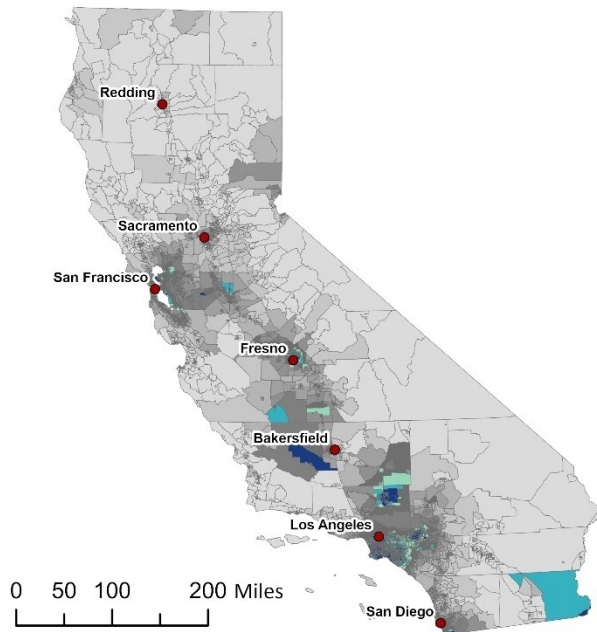 Redding
Sacramento
San Francisco
Fresno
Bakersfield
Los Angeles
0 50 100 200 Miles
San Diego